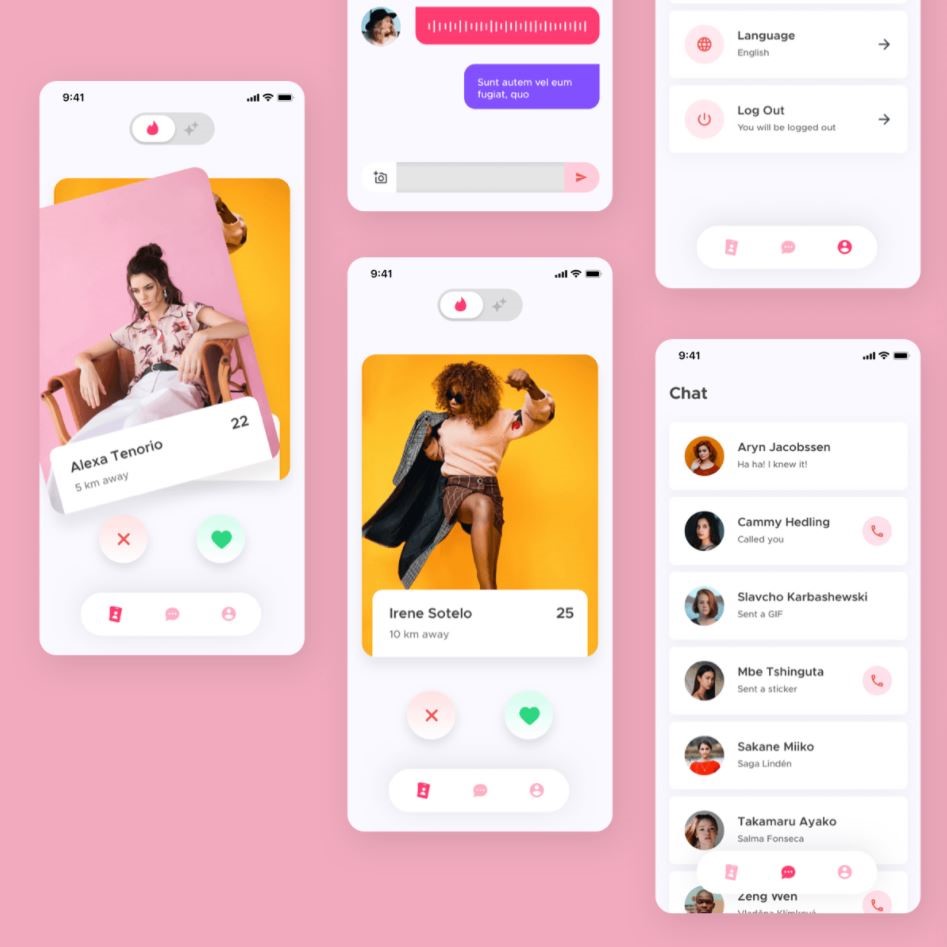 9:41
Alexa Tenorio
22
5 km away
Sunt autem vel eum
fugiat, quo
9:41
Irene Sotelo
25
10 km away
Language
English
Log Out
You will be logged out
9:41
Chat
Aryn Jacobssen
Ha ha! I knew it!
Cammy Hedling
Called you
Slavcho Karbashewski
Sent a GIF
Mbe Tshinguta
Sent a sticker
Sakane Miiko
Saga Lindén
Takamaru Ayako
Salma Fonseca
Zeng Wen
Vladěna Klímková